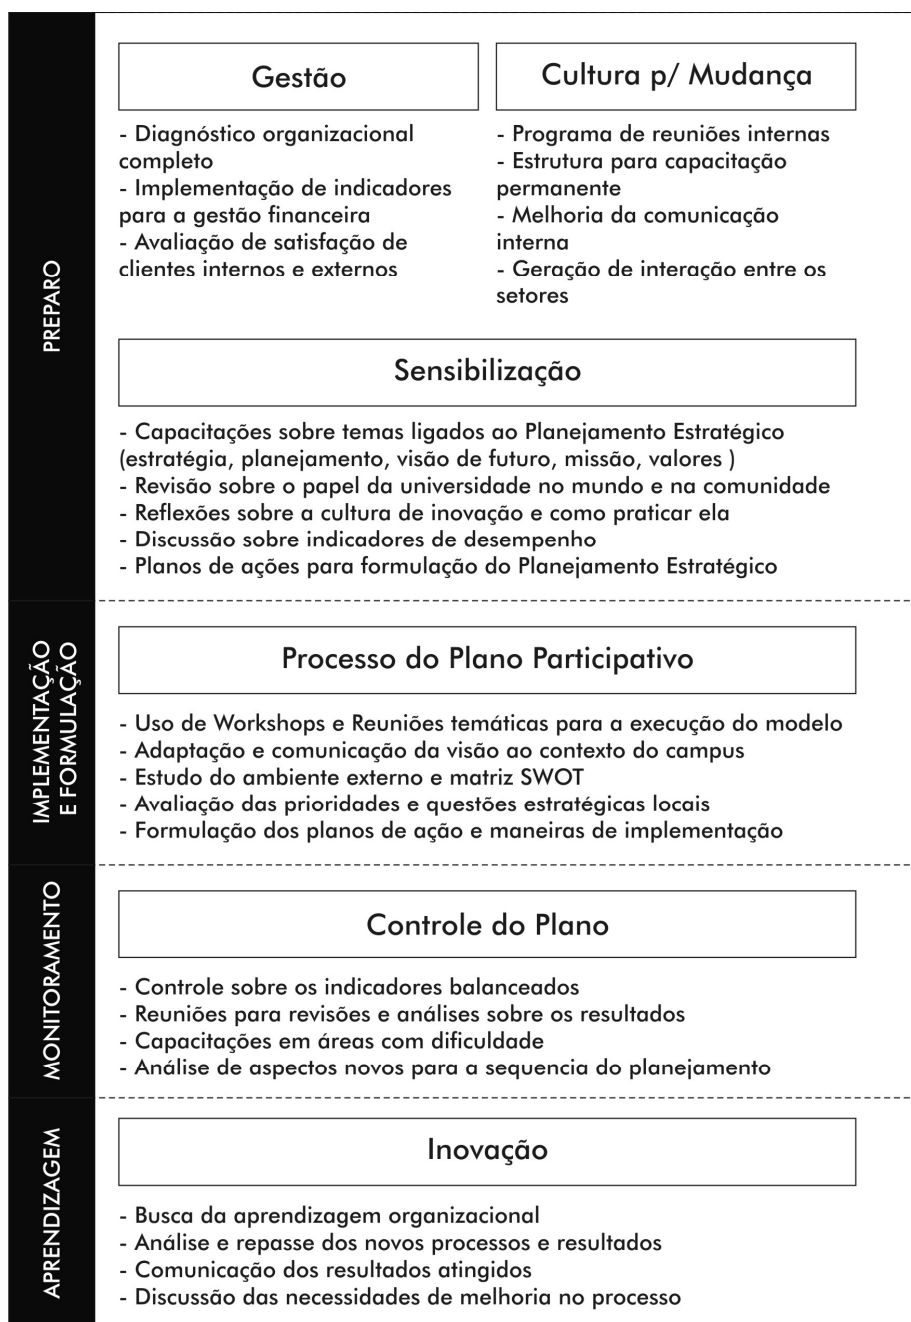 PREPARO
Gestão
- Diagnóstico organizacional
completo
- Implementação de indicadores
para a gestão financeira
- Avaliação de satisfação de
clientes internos e externos
Cultura p/ Mudança
- Programa de reuniões internas
- Estrutura para capacitação
permanente
- Melhoria da comunicação
interna
- Geração de interação entre os
setores
Sensibilização
- Capacitações sobre temas ligados ao Planejamento Estratégico
(estratégia, planejamento, visão de futuro, missão, valores )
- Revisão sobre o papel da universidade no mundo e na comunidade
- Reflexões sobre a cultura de inovação e como praticar ela
- Discussão sobre indicadores de desempenho
- Planos de ações para formulação do Planejamento Estratégico
IMPLEMENTAÇÃO
E FORMULAÇÃO
Processo do Plano Participativo
- Uso de Workshops e Reuniões temáticas para a execução do modelo
- Adaptação e comunicação da visão ao contexto do campus
- Estudo do ambiente externo e matriz SWOT
- Avaliação das prioridades e questões estratégicas locais
- Formulação dos planos de ação e maneiras de implementação
MONITORAMENTO
Controle do Plano
- Controle sobre os indicadores balanceados
- Reuniões para revisões e análises sobre os resultados
- Capacitações em áreas com dificuldade
- Análise de aspectos novos para a sequencia do planejamento
APRENDIZAGEM
Inovação
- Busca da aprendizagem organizacional
- Análise e repasse dos novos processos e resultados
- Comunicação dos resultados atingidos
- Discussão das necessidades de melhoria no processo